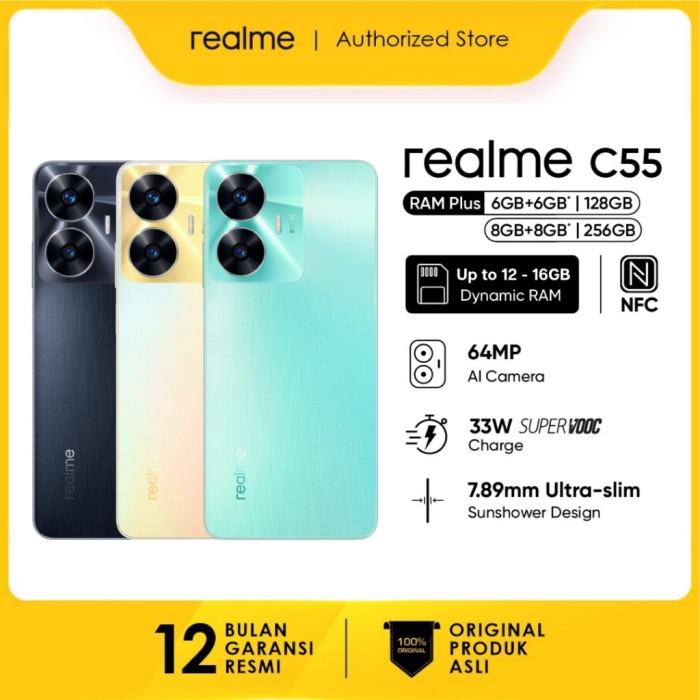 realme | Authorized Store
realme C55
RAM Plus 6GB+6GB* | 128GB
8GB+8GB* | 256GB
Up to 12 - 16GB
Dynamic RAM
NFC
64MP
AI Camera
33W SUPERVOOC
Charge
7.89mm Ultra-slim
Sunshower Design
realme
realme
realme
12 BULAN
GARANSI
RESMI
100%
ORIGINAL
ORIGINAL
PRODUK
ASLI